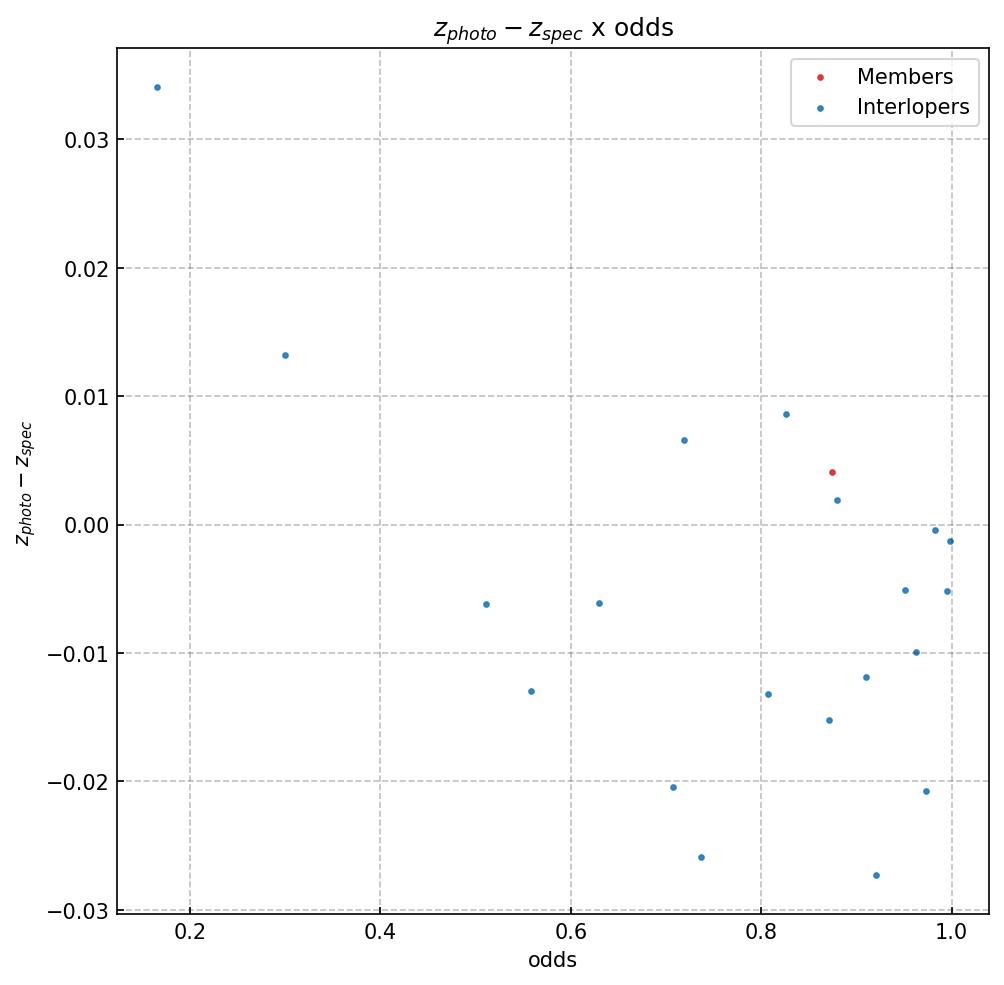 z_photo − z_spec x odds
Members
Interlopers
0.03
0.02
0.01
0.00
−0.01
−0.02
−0.03
z_photo − z_spec
0.2 0.4 0.6 0.8 1.0
odds